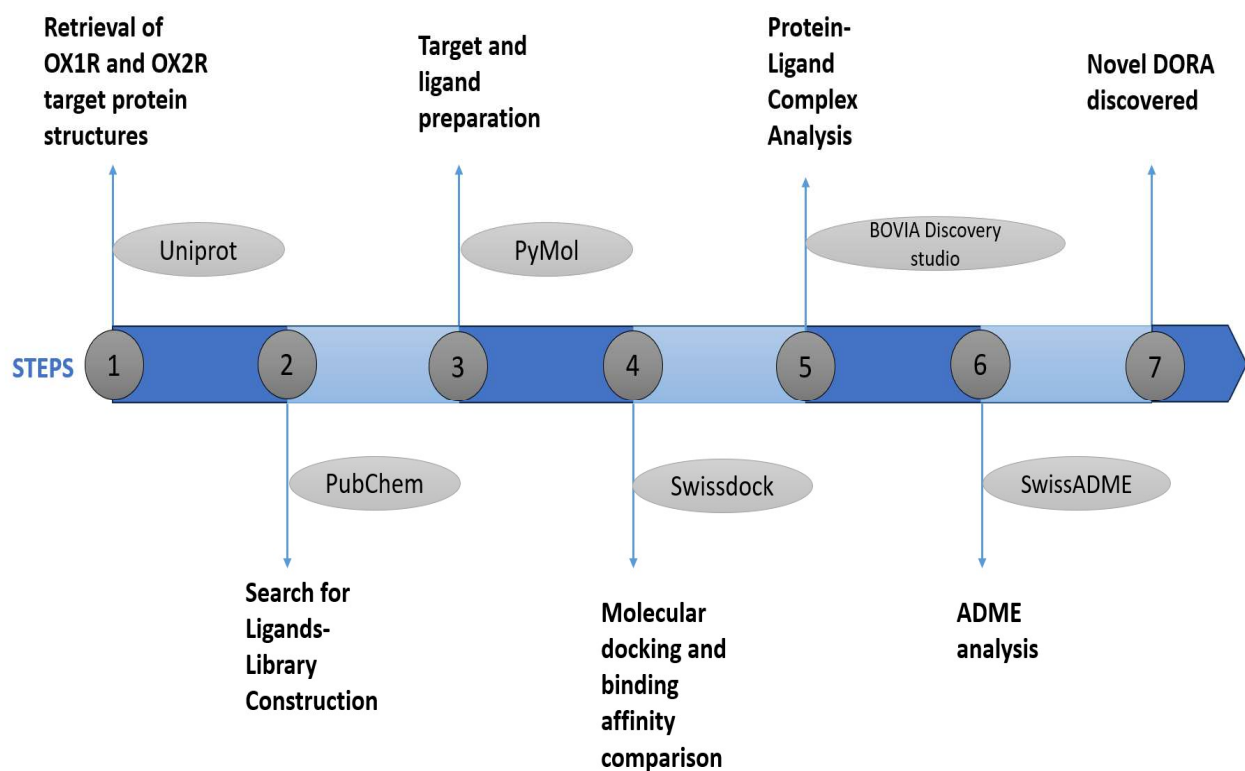 Retrieval of
OX1R and OX2R
target protein
structures
Target and
ligand
preparation
Protein-
Ligand
Complex
Analysis
Novel DORA
discovered
Uniprot
PyMol
BOVIA Discovery
studio
STEPS
1
2
3
4
5
6
7
PubChem
Swissdock
SwissADME
Search for
Ligands-
Library
Construction
Molecular
docking and
binding
affinity
comparison
ADME
analysis